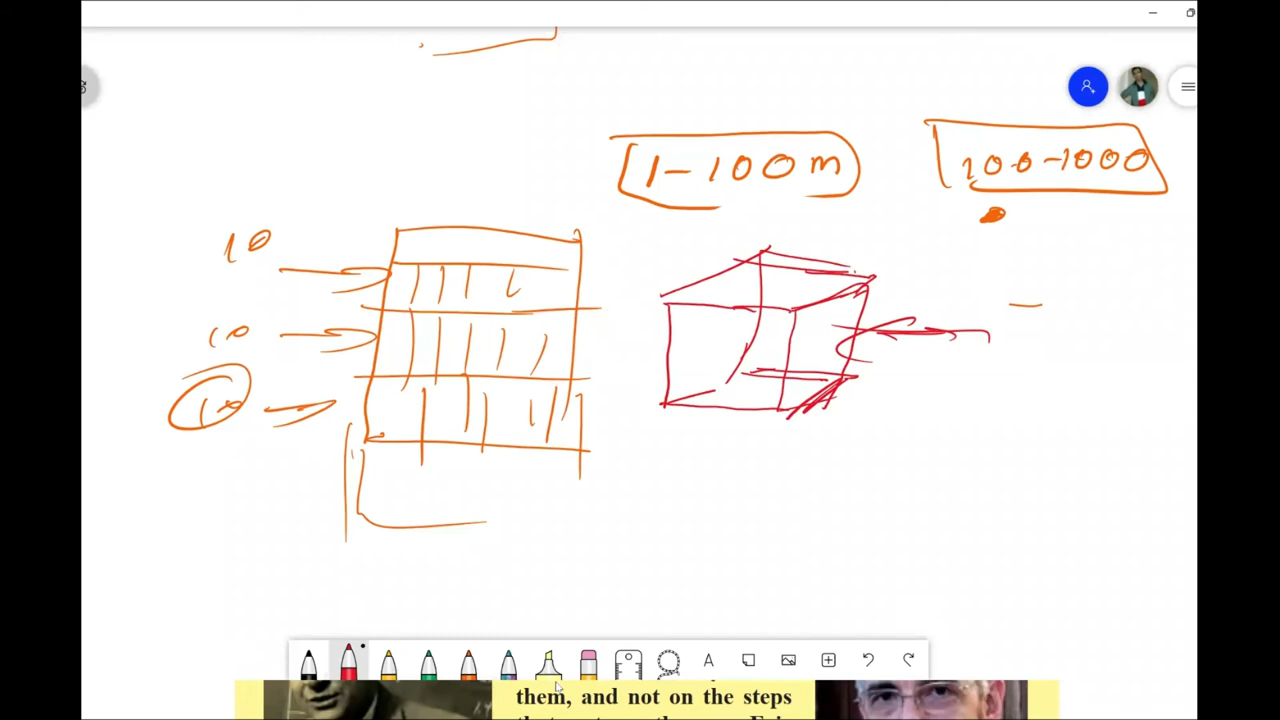 1-100m
100-1000
10
10
10
A
them, and not on the steps